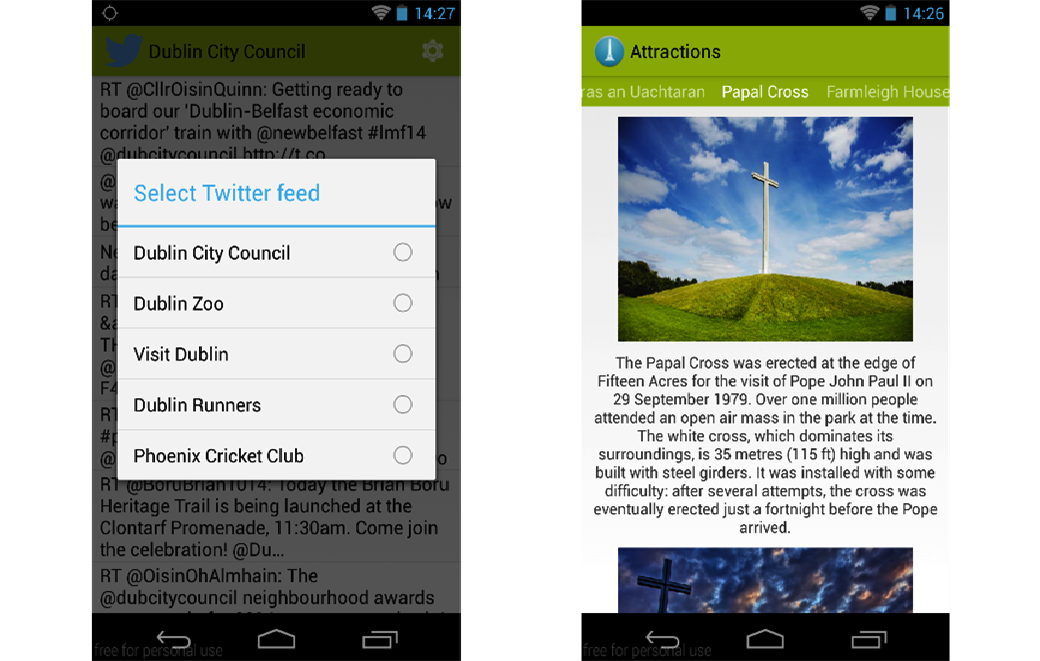 14:27
Dublin City Council
RT @CllrOisinQuinn: Getting ready to
board our 'Dublin-Belfast economic
corridor' train with @newbelfast #lmf14
@dubcitycouncil http://t.co
Select Twitter feed
Dublin City Council
Dublin Zoo
Visit Dublin
Dublin Runners
Phoenix Cricket Club
RT @BoruBrian1014: Today the Brian Boru
Heritage Trail is being launched at the
Clontarf Promenade, 11:30am. Come join
the celebration! @Du...
RT @OisinOhAlmhain: The
@dubcitycouncil neighbourhood awards
free for personal use
14:26
Attractions
ras an Uachtaran Papal Cross Farmleigh House
The Papal Cross was erected at the edge of
Fifteen Acres for the visit of Pope John Paul II on
29 September 1979. Over one million people
attended an open air mass in the park at the time.
The white cross, which dominates its
surroundings, is 35 metres (115 ft) high and was
built with steel girders. It was installed with some
difficulty: after several attempts, the cross was
eventually erected just a fortnight before the Pope
arrived.
free for personal use